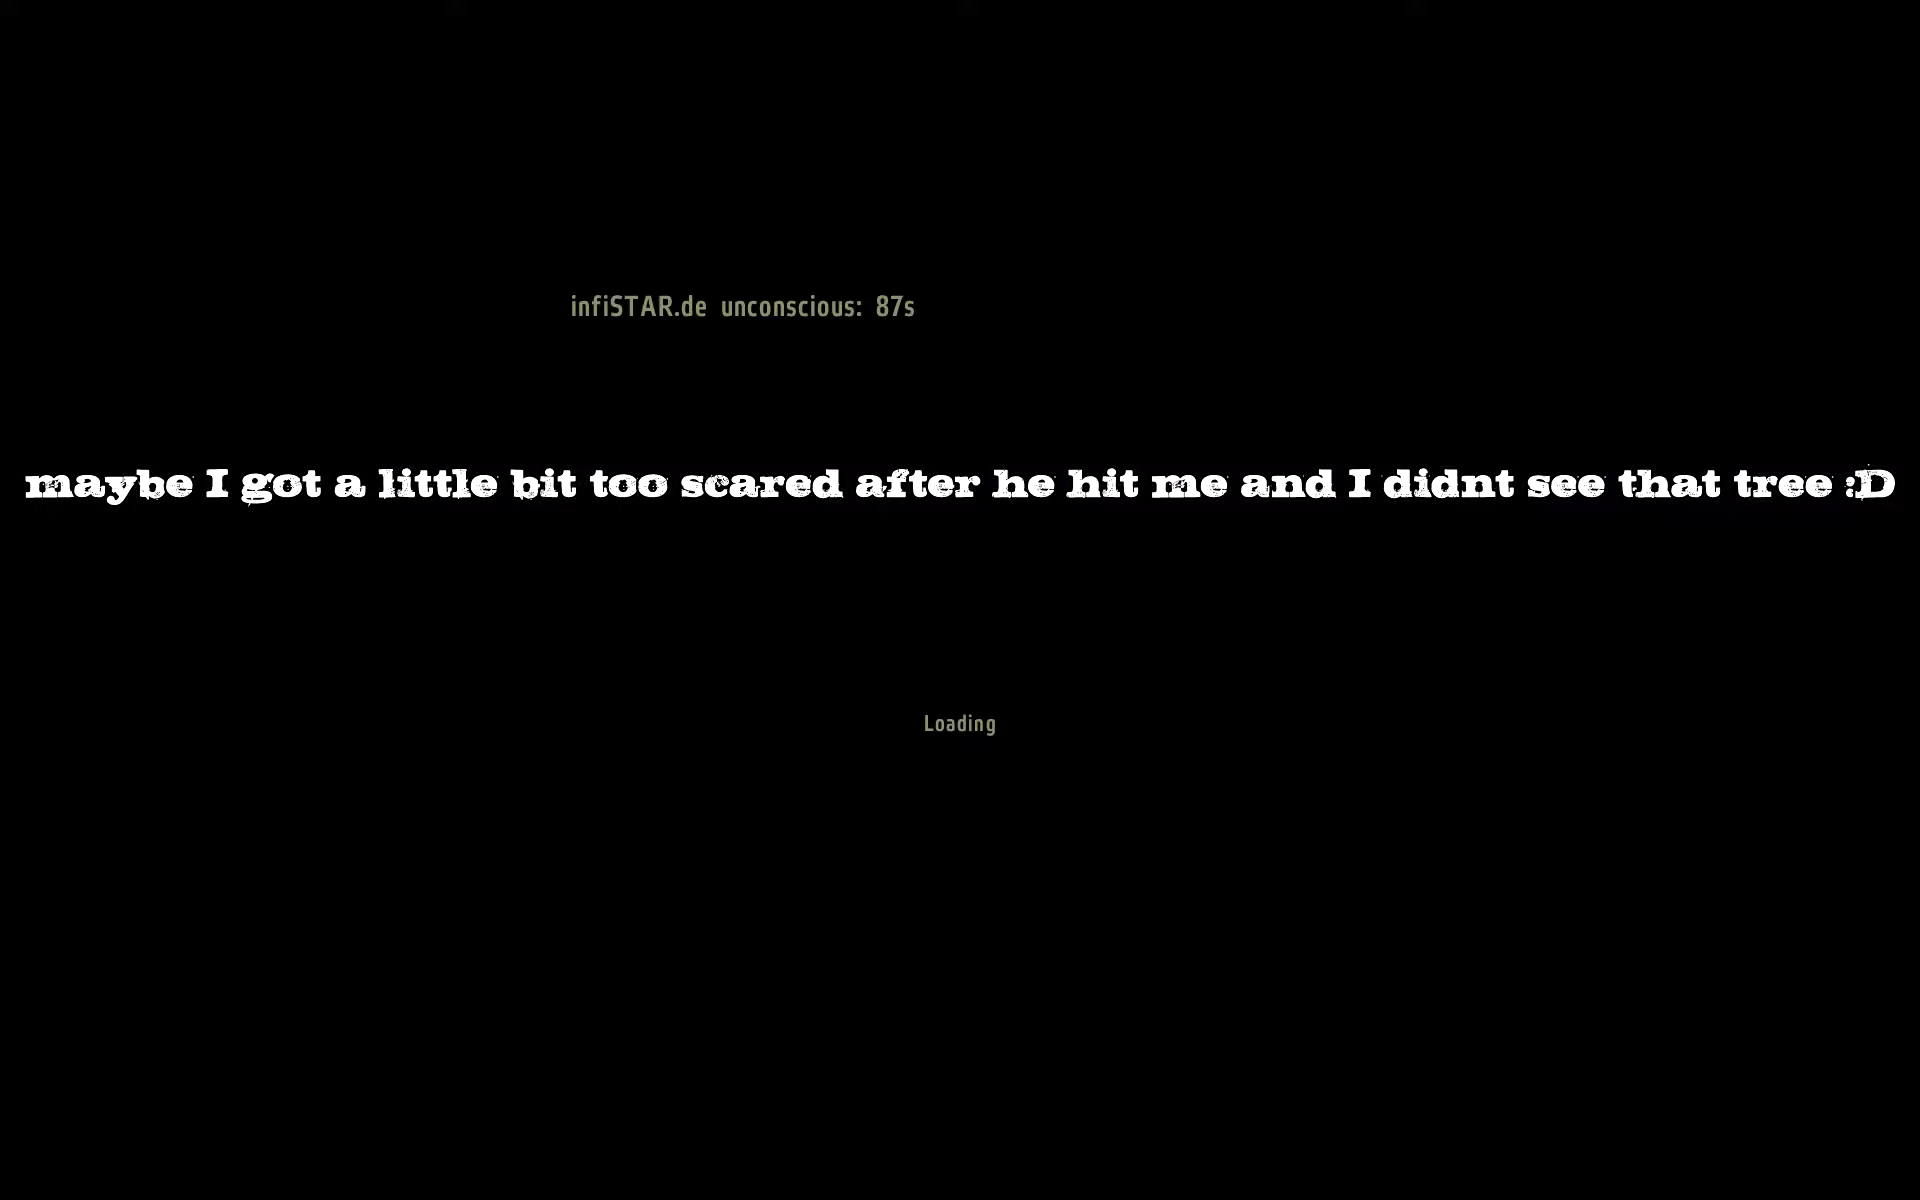 infiSTAR.de unconscious: 87s
maybe I got a little bit too scared after he hit me and I didnt see that tree :D
Loading